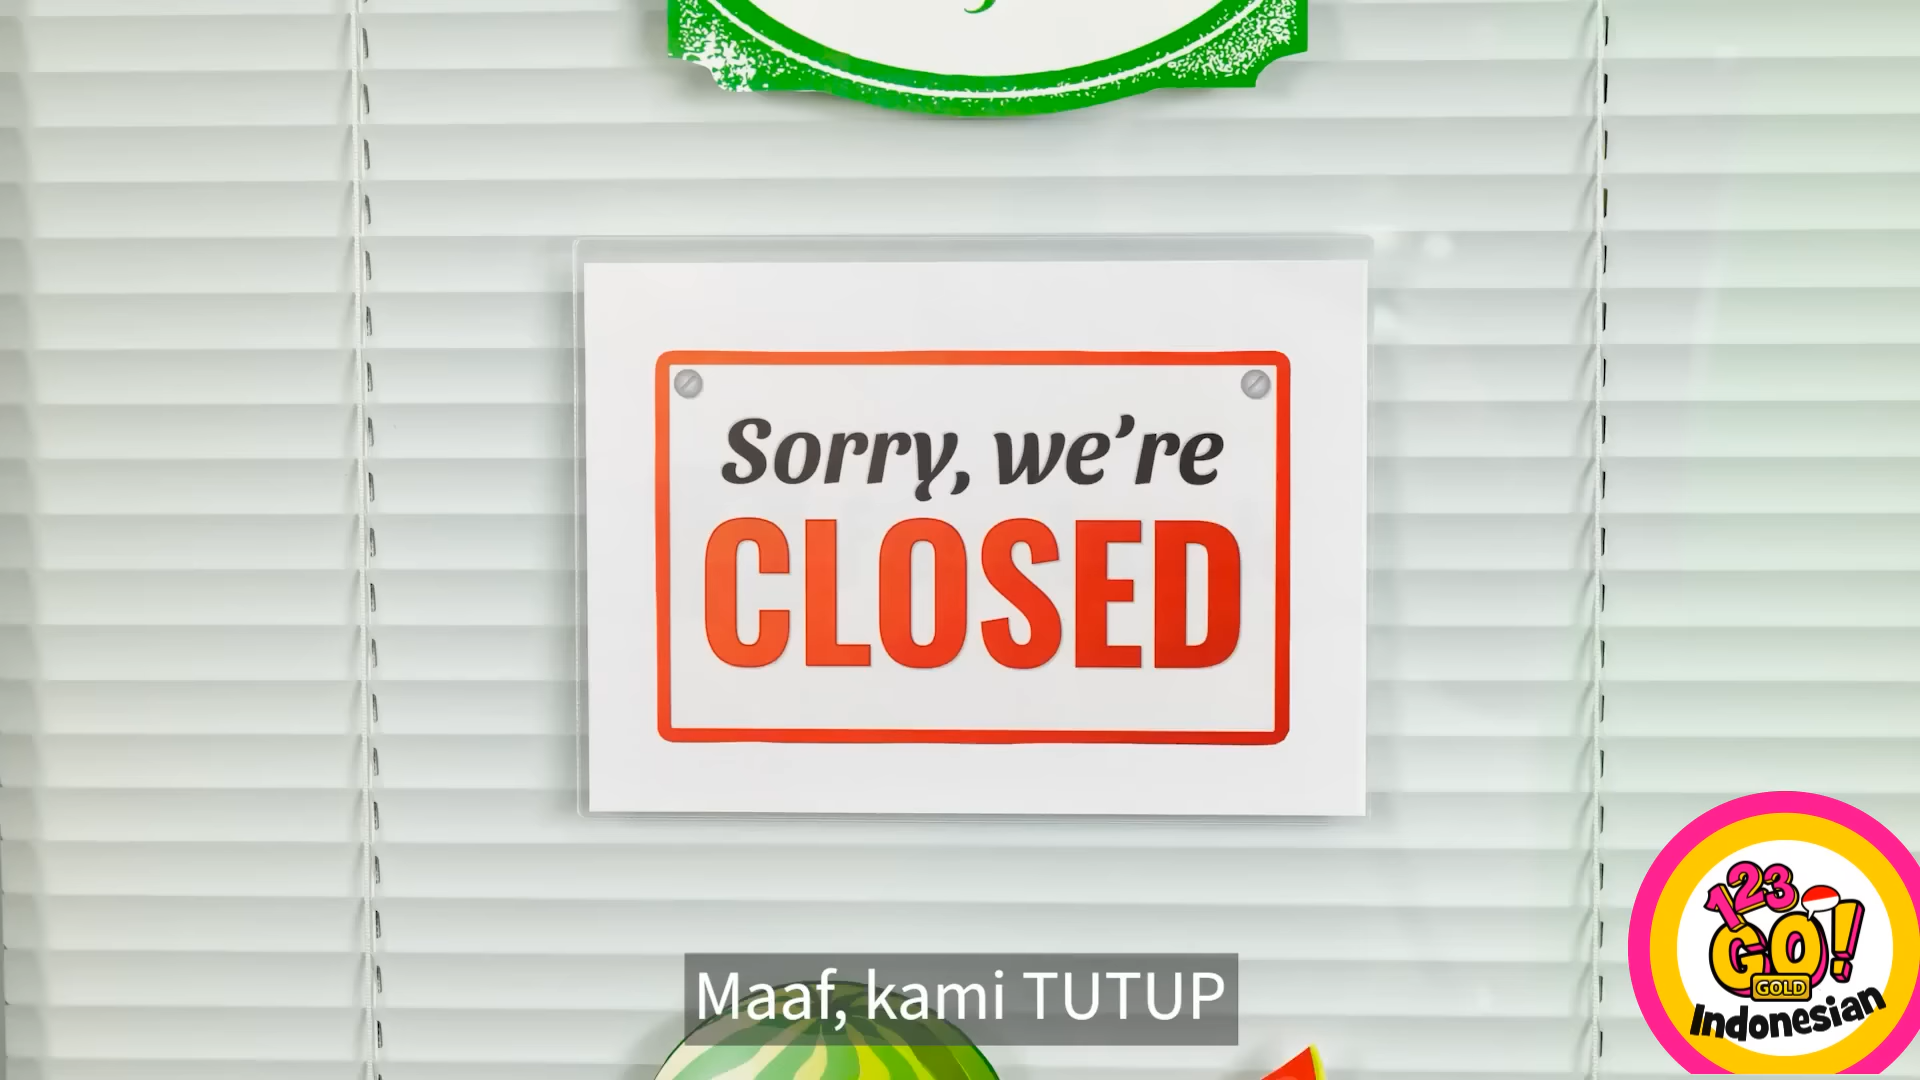 Sorry, we're
CLOSED
Maaf, kami TUTUP
123
GO!
GOLD
Indonesian